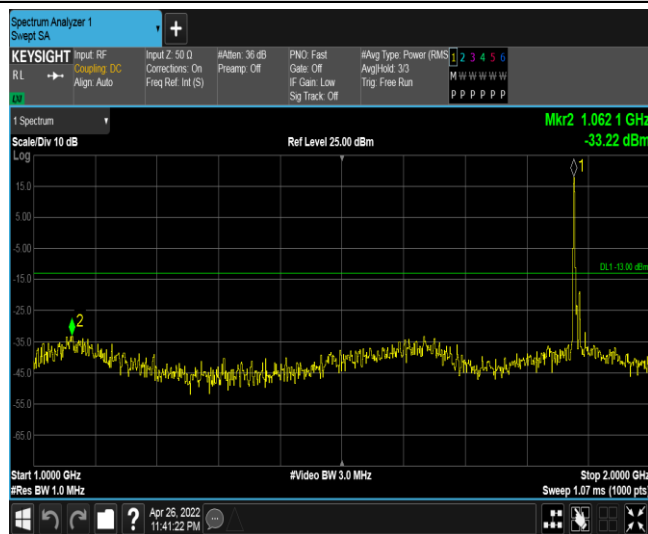 Spectrum Analyzer 1
Swept SA
+
KEYSIGHT
RL
Input: RF
Coupling: DC
Align: Auto
Input Z: 50 Ω
Corrections: On
Freq Ref: Int (S)
#Atten: 36 dB
Preamp: Off
PNO: Fast
Gate: Off
IF Gain: Low
Sig Track: Off
#Avg Type: Power (RMS
Avg|Hold: 3/3
Trig: Free Run
1 2 3 4 5 6
M W W W W W
P P P P P P
1 Spectrum
Mkr2 1.062 1 GHz
Scale/Div 10 dB
Ref Level 25.00 dBm
-33.22 dBm
Log
1
15.0
5.00
-5.00
DL1 -13.00 dBm
-15.0
-25.0
2
-35.0
-45.0
-55.0
-65.0
Start 1.0000 GHz
#Video BW 3.0 MHz
Stop 2.0000 GHz
#Res BW 1.0 MHz
Sweep 1.07 ms (1000 pts)
?
Apr 26, 2022
11:41:22 PM